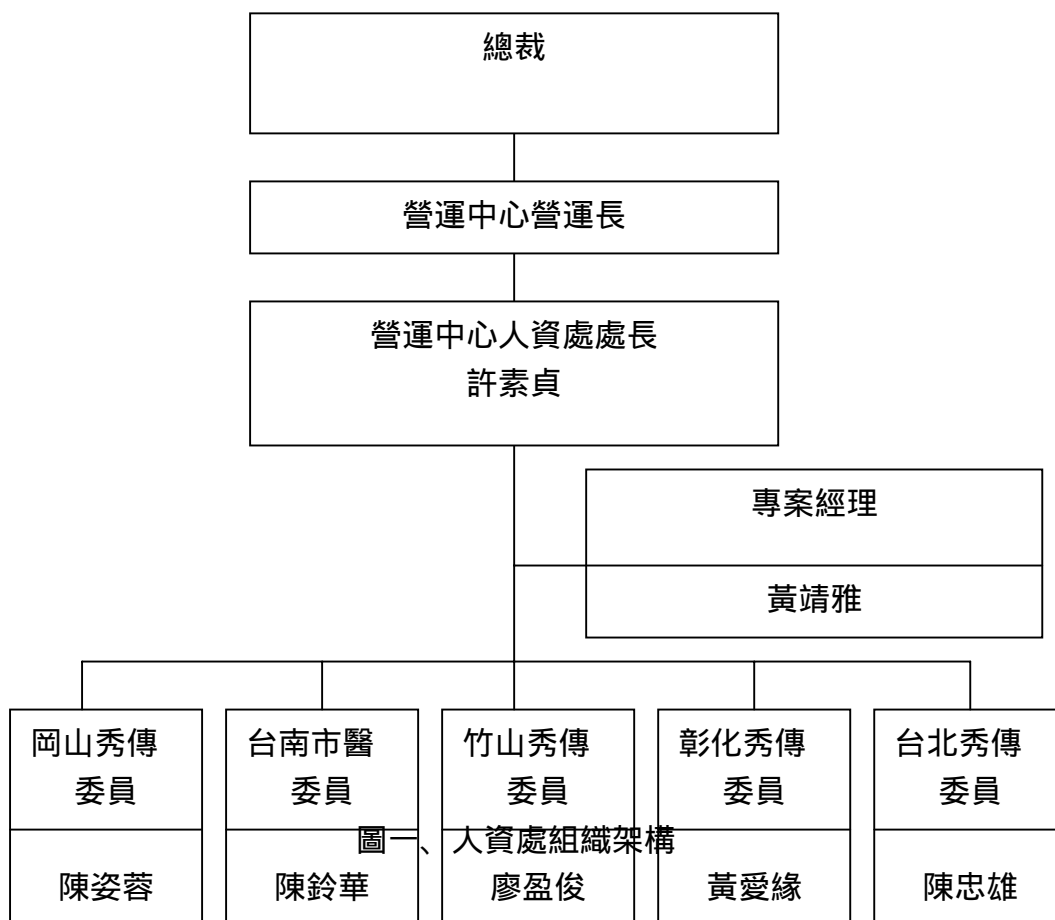 總裁
營運中心營運長
營運中心人資處處長
許素貞
專案經理
黃靖雅
岡山秀傳
委員
陳姿蓉
台南市醫
委員
陳鈴華
竹山秀傳
委員
廖盈俊
彰化秀傳
委員
黃愛緣
台北秀傳
委員
陳忠雄
圖一、人資處組織架構